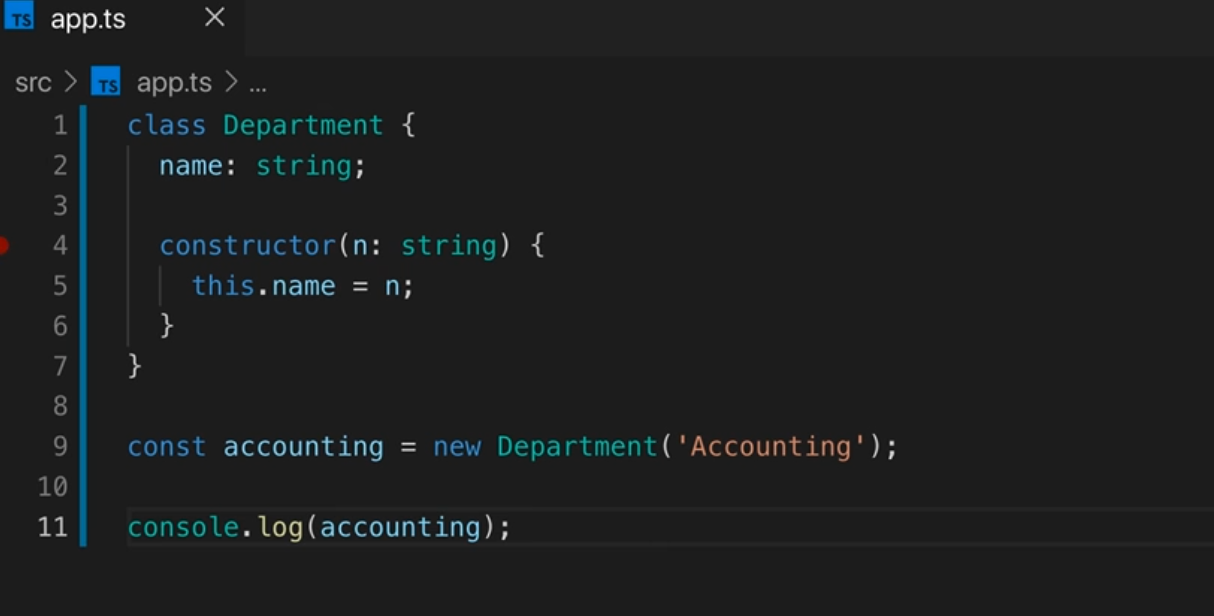 TS app.ts ×
src > TS app.ts > ...
1 class Department {
2   name: string;
3
4   constructor(n: string) {
5     this.name = n;
6   }
7 }
8
9 const accounting = new Department('Accounting');
10
11 console.log(accounting);